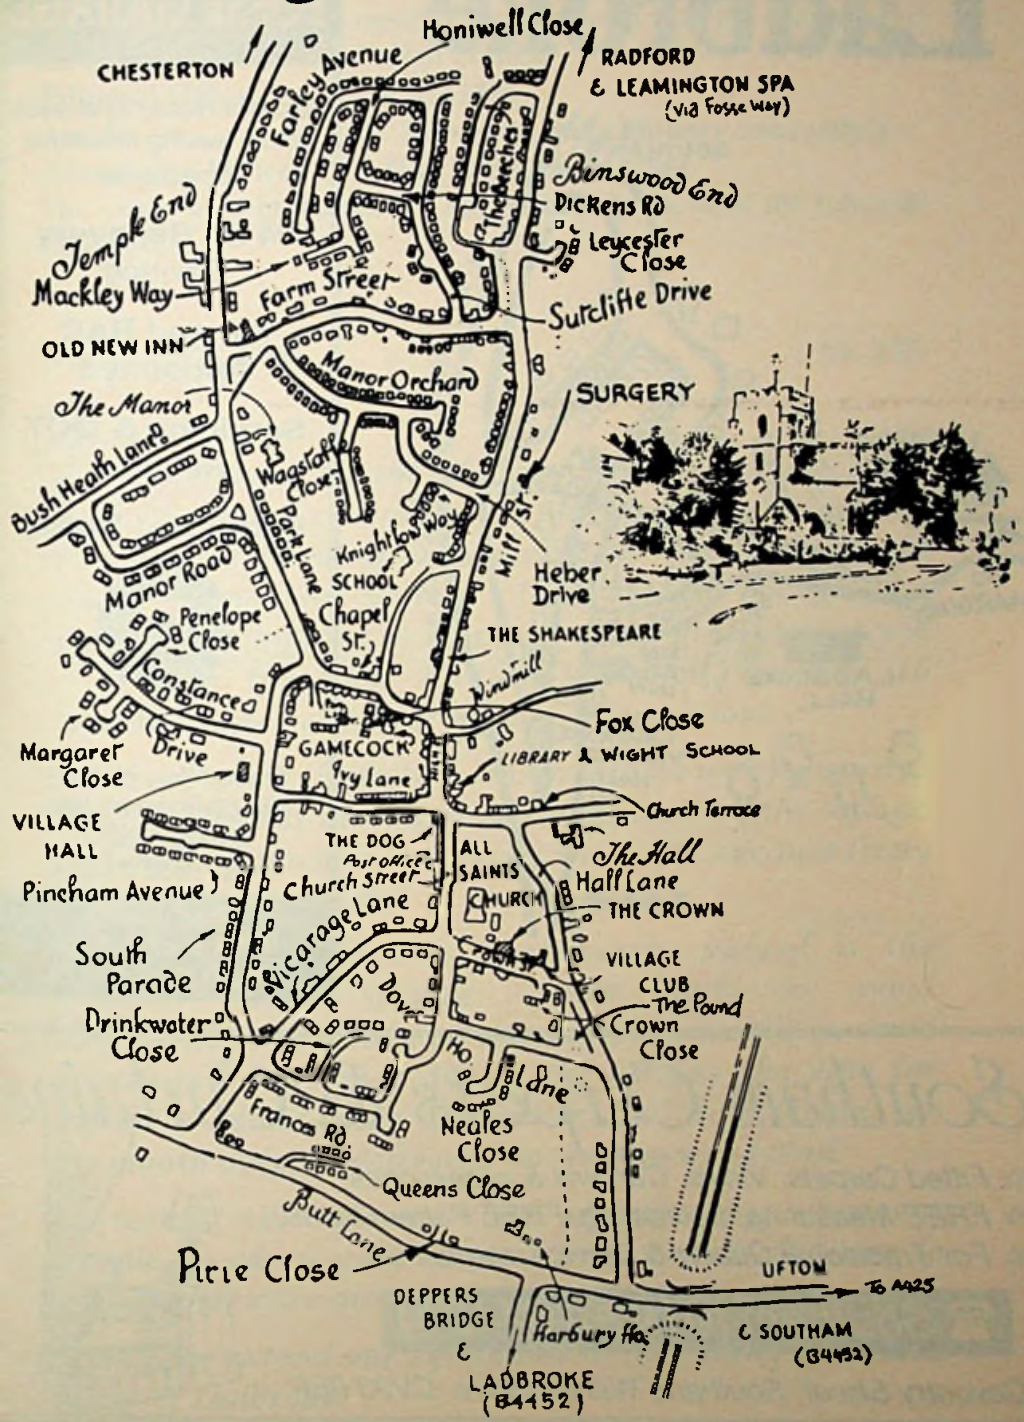 Honiwell Close
CHESTERTON
Farley Avenue
RADFORD
& LEAMINGTON SPA
(via Fosse Way)
The Beeches
Binswood End
Dickens Rd
Temple End
Leycester
Close
Mackley Way
Farm Street
Sutcliffe Drive
OLD NEW INN
Manor Orchard
The Manor
SURGERY
Wagstaff
Close
Bush Heath Lane
Park Lane
Mill St.
Knightlow Way
Manor Road
SCHOOL
Heber
Drive
Penelope
Close
Chapel
St.
THE SHAKESPEARE
Constance
Drive
Windmill
Margaret
Close
Fox Close
GAMECOCK
LIBRARY & WIGHT SCHOOL
Ivy Lane
HIGH
VILLAGE
HALL
Church Terrace
THE DOG
Post office
Church Street
ALL
SAINTS
CHURCH
The Hall
Hall Lane
Pincham Avenue
THE CROWN
Vicarage Lane
Crown St
South
Parade
VILLAGE
CLUB
Dove
The Pound
Drinkwater
Close
Crown
Close
Ho
Lane
Frances
Rd
Neales
Close
Queens Close
Butt Lane
Pirie Close
UFTON
To A425
DEPPERS
BRIDGE
&
LADBROKE
(B4452)
Harbury Ho.
& SOUTHAM
(B4452)